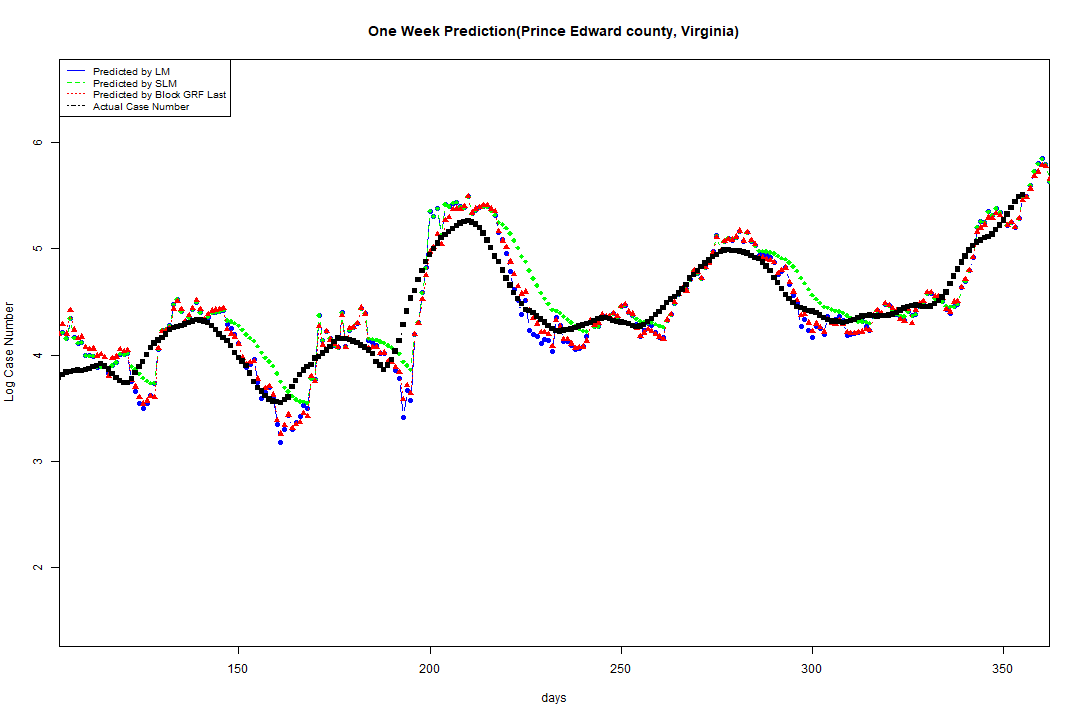 One Week Prediction(Prince Edward county, Virginia)
Predicted by LM
Predicted by SLM
Predicted by Block GRF Last
Actual Case Number
6
5
4
3
2
Log Case Number
150 200 250 300 350
days